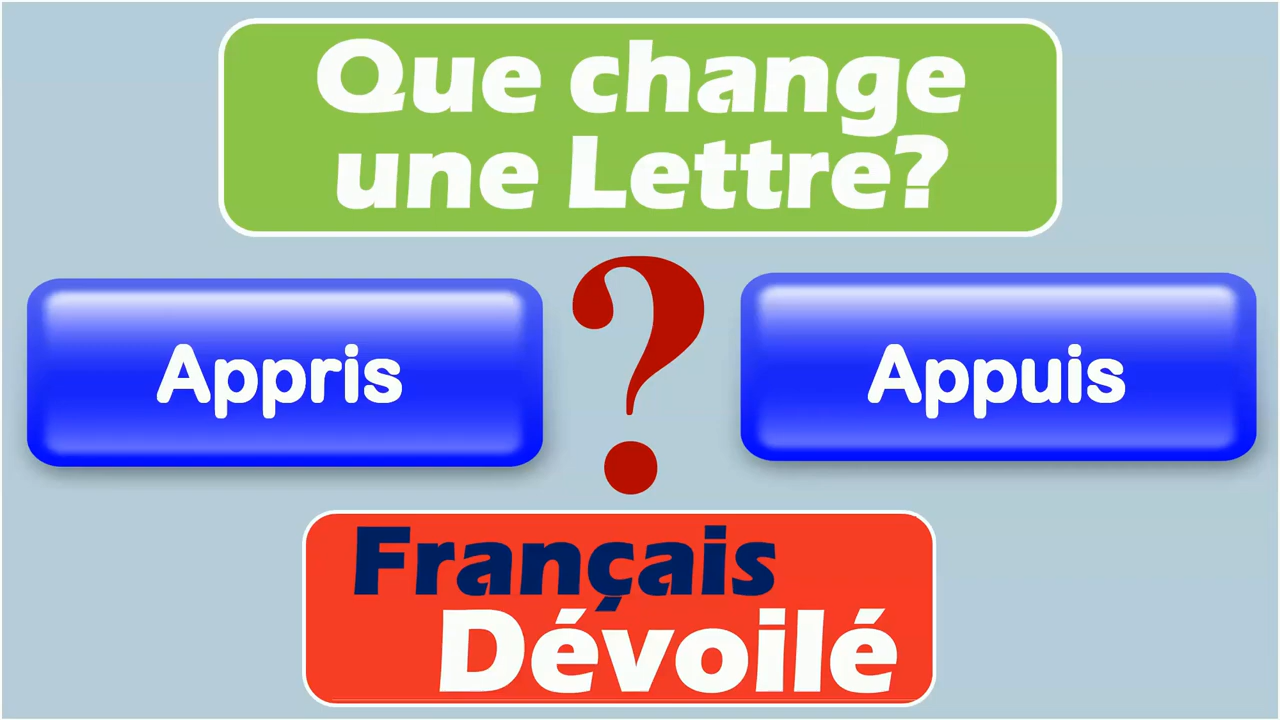 Que change
une Lettre?
Appris
?
Appuis
Français
Dévoilé